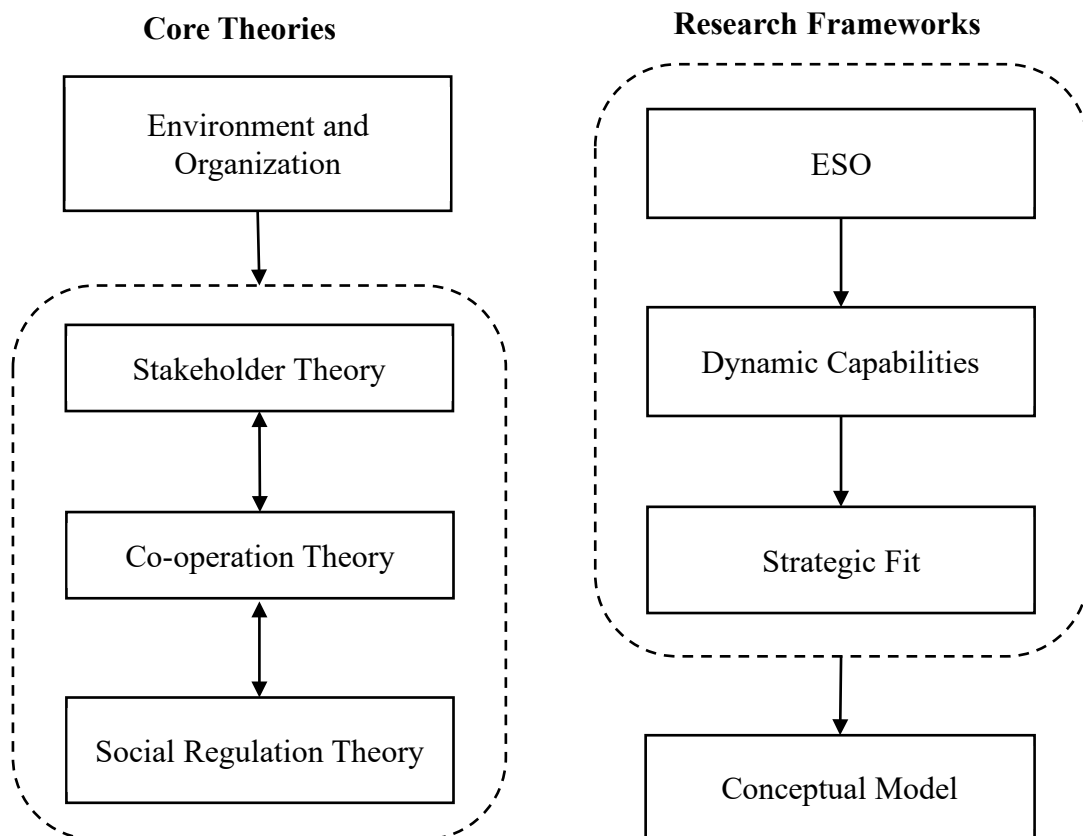 Core Theories
Environment and
Organization
Stakeholder Theory
Co-operation Theory
Social Regulation Theory
Research Frameworks
ESO
Dynamic Capabilities
Strategic Fit
Conceptual Model